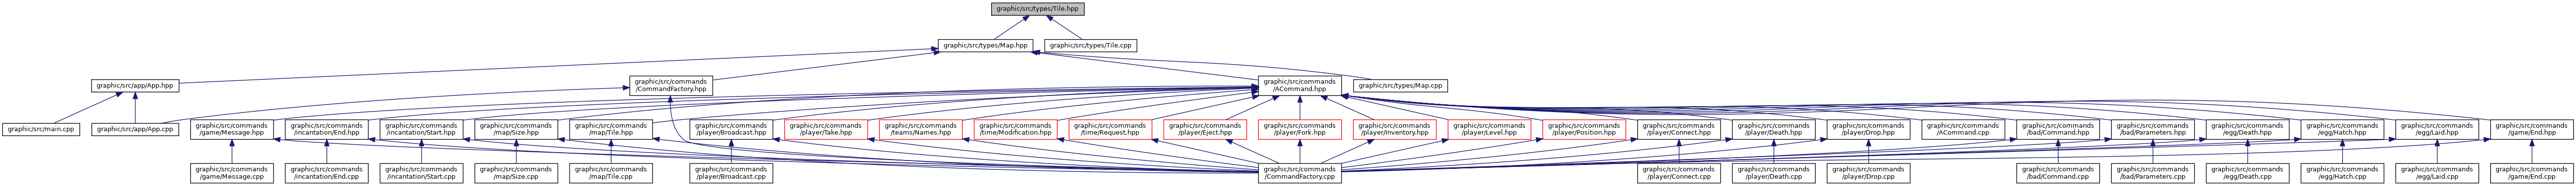 graphic/src/types/Tile.hpp
graphic/src/types/Map.hpp
graphic/src/types/Tile.cpp
graphic/src/app/App.hpp
graphic/src/commands
/CommandFactory.hpp
graphic/src/commands
/ACommand.hpp
graphic/src/types/Map.cpp
graphic/src/main.cpp
graphic/src/app/App.cpp
graphic/src/commands
/game/Message.hpp
graphic/src/commands
/incantation/End.hpp
graphic/src/commands
/incantation/Start.hpp
graphic/src/commands
/map/Size.hpp
graphic/src/commands
/map/Tile.hpp
graphic/src/commands
/player/Broadcast.hpp
graphic/src/commands
/player/Take.hpp
graphic/src/commands
/teams/Names.hpp
graphic/src/commands
/time/Modification.hpp
graphic/src/commands
/time/Request.hpp
graphic/src/commands
/player/Eject.hpp
graphic/src/commands
/player/Fork.hpp
graphic/src/commands
/player/Inventory.hpp
graphic/src/commands
/player/Level.hpp
graphic/src/commands
/player/Position.hpp
graphic/src/commands
/player/Connect.hpp
graphic/src/commands
/player/Death.hpp
graphic/src/commands
/player/Drop.hpp
graphic/src/commands
/ACommand.cpp
graphic/src/commands
/bad/Command.hpp
graphic/src/commands
/bad/Parameters.hpp
graphic/src/commands
/egg/Death.hpp
graphic/src/commands
/egg/Hatch.hpp
graphic/src/commands
/egg/Laid.hpp
graphic/src/commands
/game/End.hpp
graphic/src/commands
/game/Message.cpp
graphic/src/commands
/incantation/End.cpp
graphic/src/commands
/incantation/Start.cpp
graphic/src/commands
/map/Size.cpp
graphic/src/commands
/map/Tile.cpp
graphic/src/commands
/player/Broadcast.cpp
graphic/src/commands
/CommandFactory.cpp
graphic/src/commands
/player/Connect.cpp
graphic/src/commands
/player/Death.cpp
graphic/src/commands
/player/Drop.cpp
graphic/src/commands
/bad/Command.cpp
graphic/src/commands
/bad/Parameters.cpp
graphic/src/commands
/egg/Death.cpp
graphic/src/commands
/egg/Hatch.cpp
graphic/src/commands
/egg/Laid.cpp
graphic/src/commands
/game/End.cpp